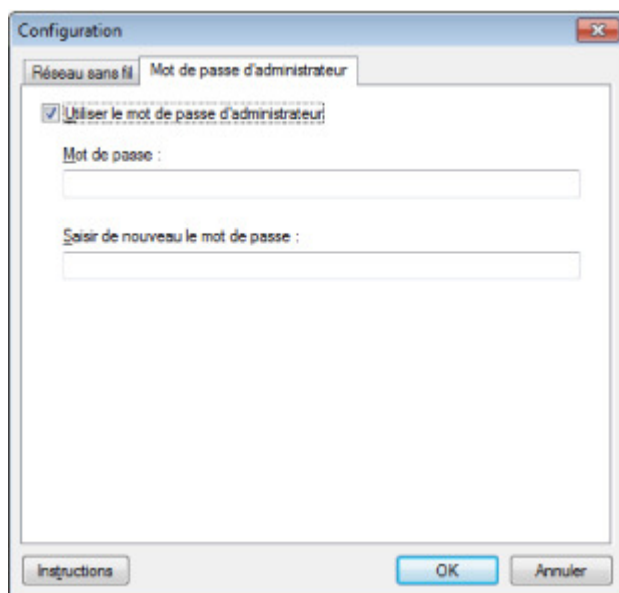 Configuration
Réseau sans fil
Mot de passe d'administrateur
Utiliser le mot de passe d'administrateur
Mot de passe :
Saisir de nouveau le mot de passe :
Instructions
OK
Annuler